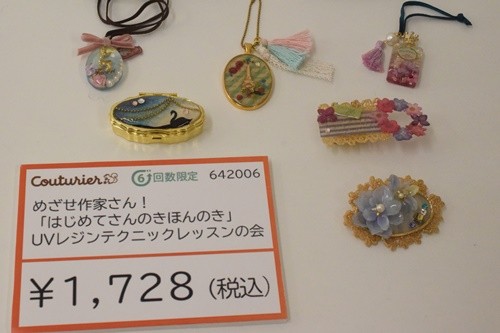 Couturier 6 回数限定 642006
めざせ作家さん！
「はじめてさんのきほんのき」
UVレジンテクニックレッスンの会
¥1,728（税込）